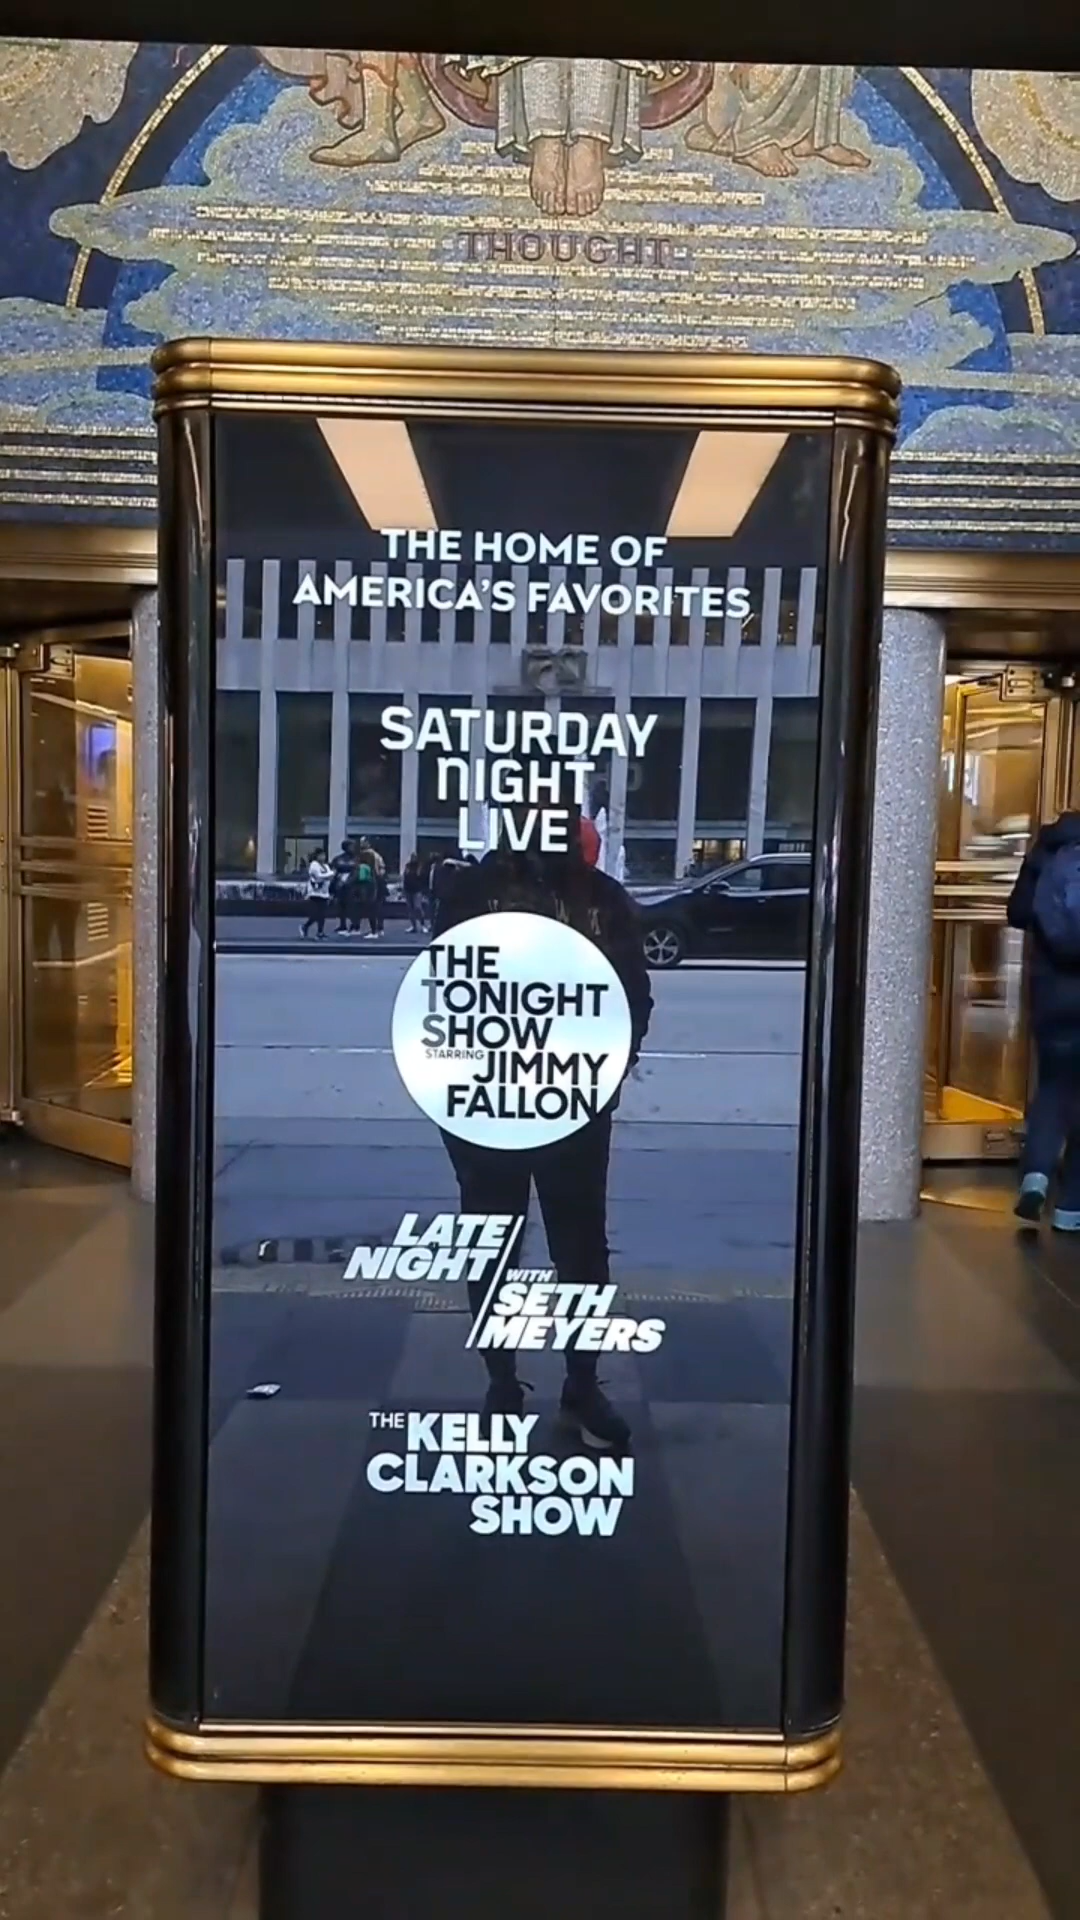 THOUGHT
THE HOME OF
AMERICA'S FAVORITES
SATURDAY
NIGHT
LIVE
THE
TONIGHT
SHOW
STARRING JIMMY
FALLON
LATE
NIGHT
WITH
SETH
MEYERS
THE KELLY
CLARKSON
SHOW